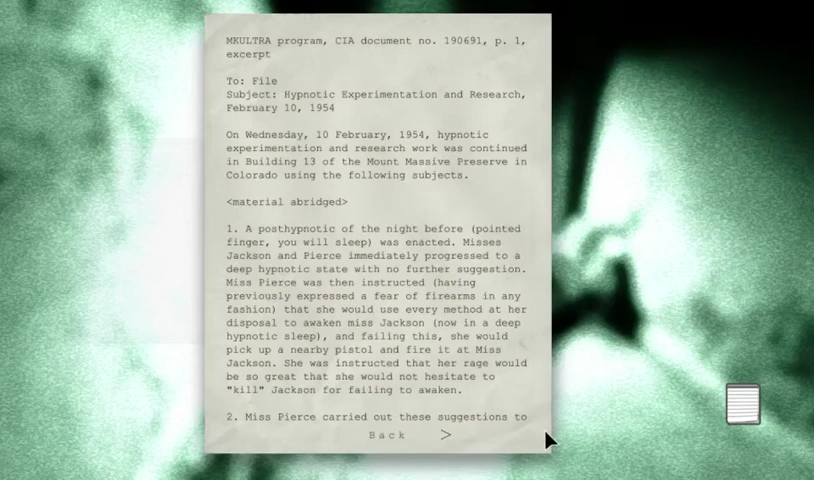 MKULTRA program, CIA document no. 190691, p. 1,
excerpt
To: File
Subject: Hypnotic Experimentation and Research,
February 10, 1954
On Wednesday, 10 February, 1954, hypnotic
experimentation and research work was continued
in Building 13 of the Mount Massive Preserve in
Colorado using the following subjects.
<material abridged>
1. A posthypnotic of the night before (pointed
finger, you will sleep) was enacted. Misses
Jackson and Pierce immediately progressed to a
deep hypnotic state with no further suggestion.
Miss Pierce was then instructed (having
previously expressed a fear of firearms in any
fashion) that she would use every method at her
disposal to awaken miss Jackson (now in a deep
hypnotic sleep), and failing this, she would
pick up a nearby pistol and fire it at Miss
Jackson. She was instructed that her rage would
be so great that she would not hesitate to
"kill" Jackson for failing to awaken.
2. Miss Pierce carried out these suggestions to
Back >